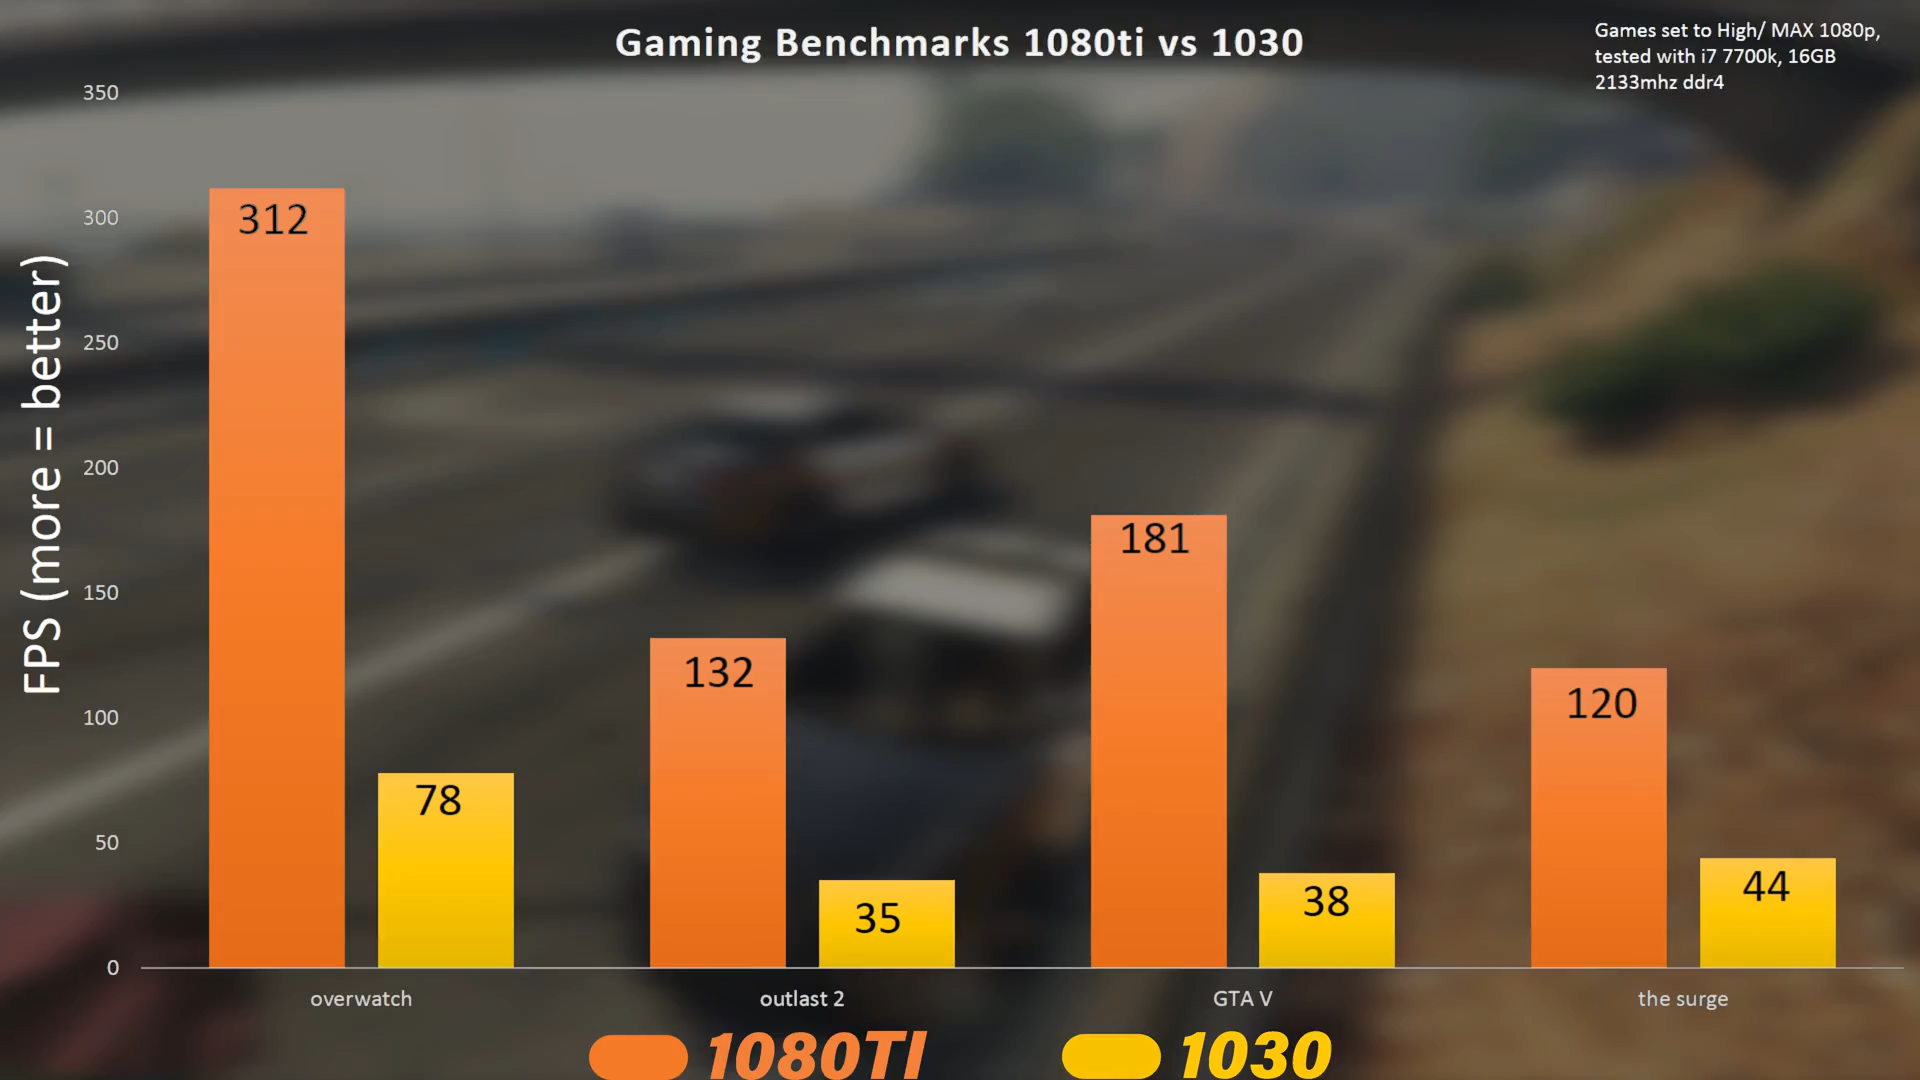 Gaming Benchmarks 1080ti vs 1030
Games set to High/ MAX 1080p,
tested with i7 7700k, 16GB
2133mhz ddr4
FPS (more = better)
350
300
250
200
150
100
50
0
312
78
132
35
181
38
120
44
overwatch
outlast 2
GTA V
the surge
1080TI
1030